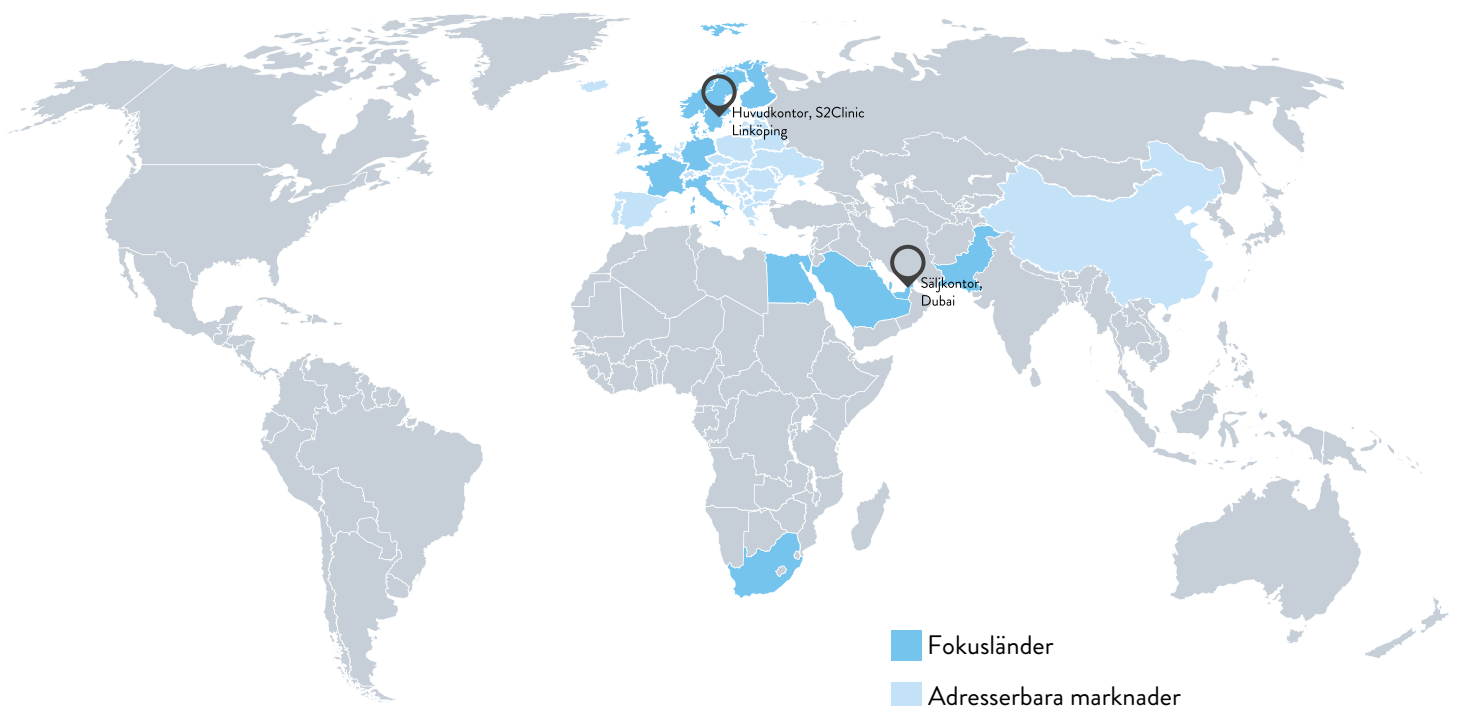 Huvudkontor, S2Clinic
Linköping
Säljkontor,
Dubai
Fokusländer
Adresserbara marknader